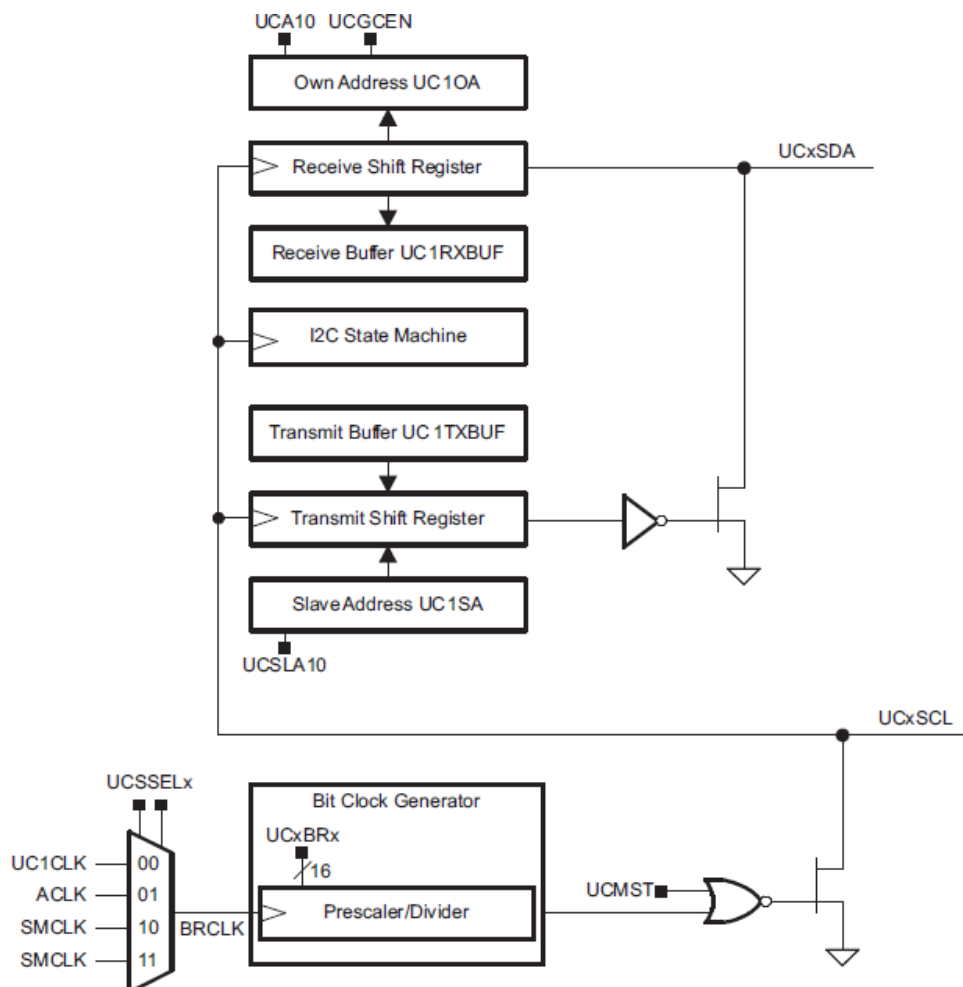 UCA10 UCGCEN
Own Address UC1OA
UCxSDA
Receive Shift Register
Receive Buffer UC1RXBUF
I2C State Machine
Transmit Buffer UC1TXBUF
Transmit Shift Register
Slave Address UC1SA
UCSLA10
UCxSCL
UCSSELx
Bit Clock Generator
UCxBRx
UC1CLK 00
16
UCMST
ACLK 01
Prescaler/Divider
SMCLK 10
BRCLK
SMCLK 11